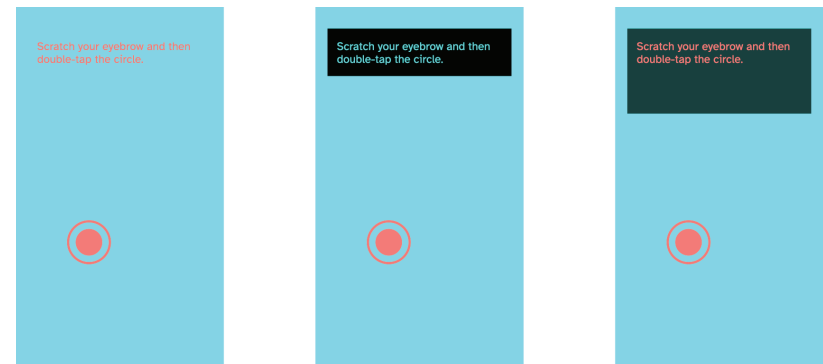 Scratch your eyebrow and then
double-tap the circle.
Scratch your eyebrow and then
double-tap the circle.
Scratch your eyebrow and then
double-tap the circle.